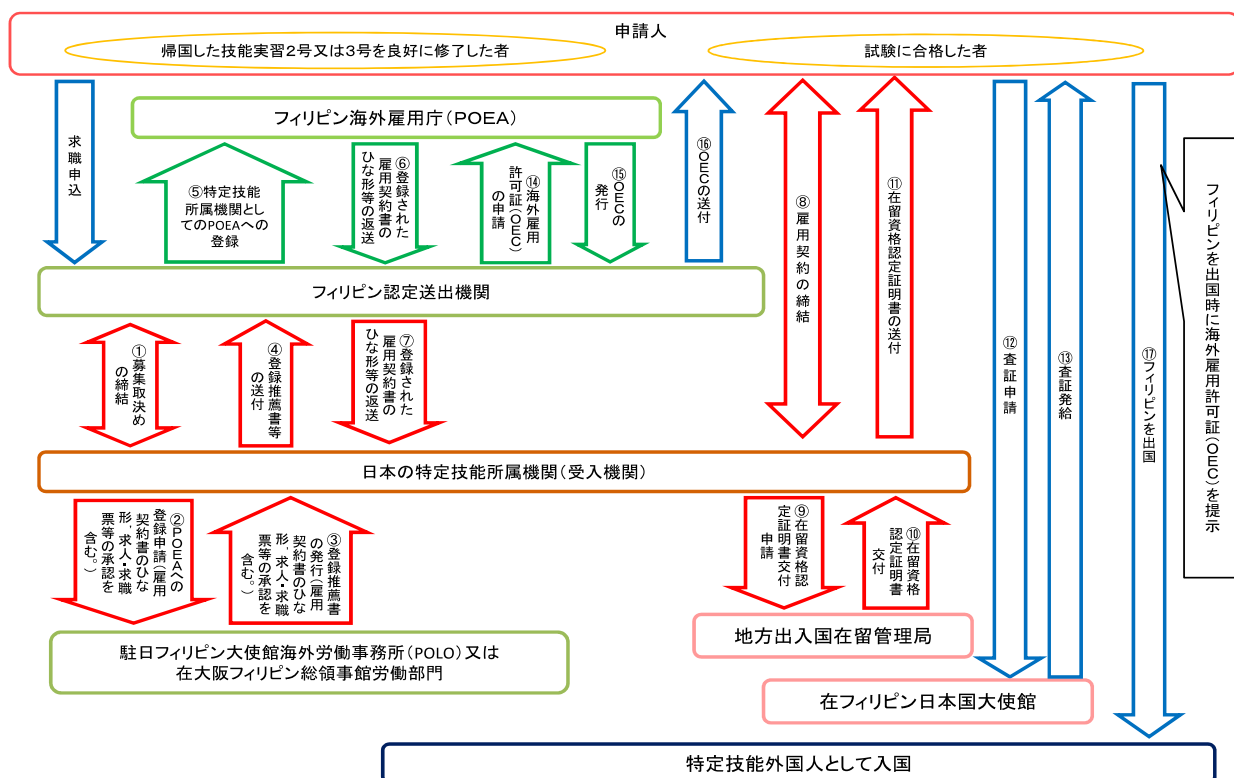 申請人
帰国した技能実習2号又は3号を良好に修了した者
試験に合格した者
求職申込
フィリピン海外雇用庁(POEA)
⑤特定技能
所属機関とし
てのPOEAへの
登録
⑥登録された
雇用契約書の
ひな形等の返送
⑭海外雇用
許可証(OEC)
の申請
⑮OECの
発行
⑯OECの送付
⑧雇用契約の締結
⑪在留資格認定証明書の送付
⑫査証申請
⑬査証発給
⑰フィリピンを出国
フィリピンを出国時に海外雇用許可証(OEC)を提示
フィリピン認定送出機関
①募集取決め
の締結
④登録推薦書等
の送付
⑦登録された
雇用契約書の
ひな形等の返送
日本の特定技能所属機関(受入機関)
②POEAへの
登録申請(雇用
契約書のひな
形,求人・求職
票等の承認を
含む。)
③登録推薦書
の発行(雇用
契約書のひな
形,求人・求職
票等の承認を
含む。)
⑨在留資格認
定証明書交付
申請
⑩在留資格
認定証明書
交付
駐日フィリピン大使館海外労働事務所(POLO)又は
在大阪フィリピン総領事館労働部門
地方出入国在留管理局
在フィリピン日本国大使館
特定技能外国人として入国